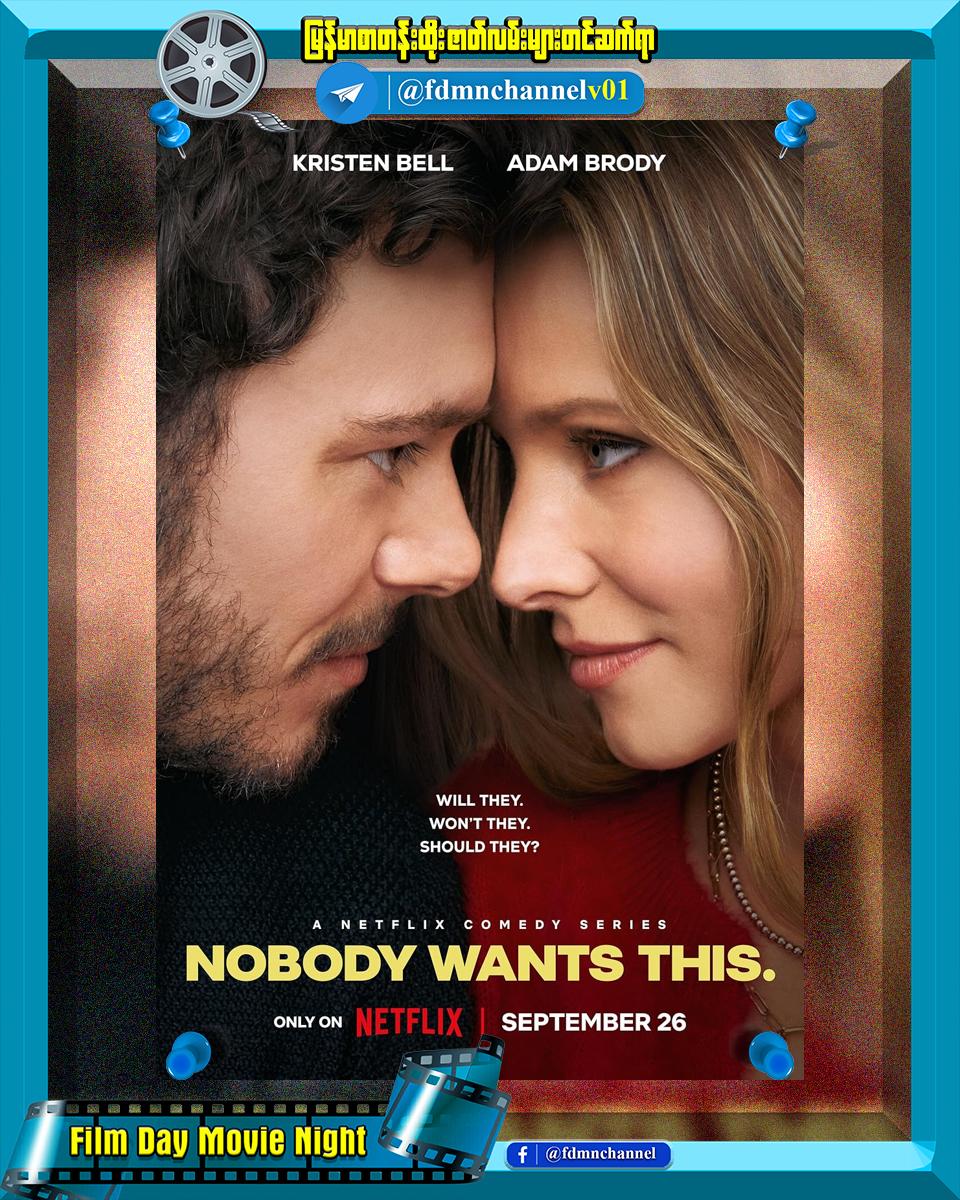 မြန်မာစာတန်းထိုးဇာတ်လမ်းများတင်ဆက်ရာ
@fdmnchannelv01
KRISTEN BELL ADAM BRODY
WILL THEY.
WON'T THEY.
SHOULD THEY?
A NETFLIX COMEDY SERIES
NOBODY WANTS THIS.
ONLY ON NETFLIX | SEPTEMBER 26
Film Day Movie Night
@fdmnchannel